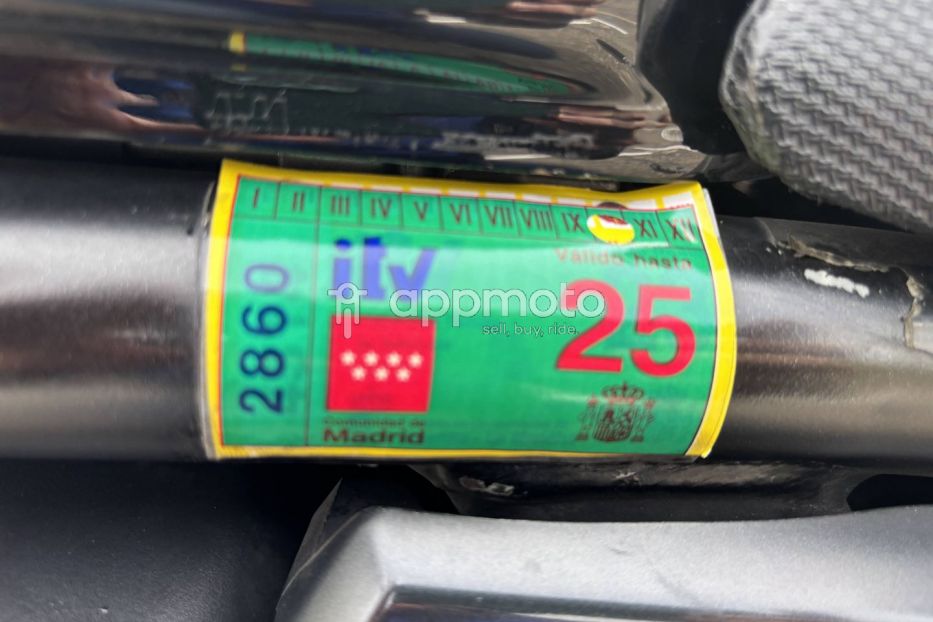 I II III IV V VI VII VIII IX XI XII
Válido hasta
itv
25
appmoto
sell, buy, ride.
2860
Comunidad de
Madrid